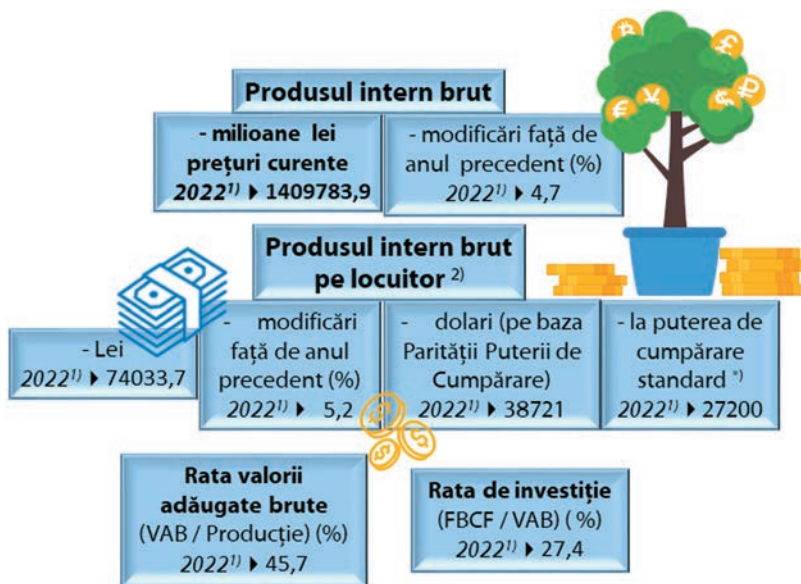 Produsul intern brut
- milioane lei
prețuri curente
2022¹⁾ ▶ 1409783,9
- modificări față de
anul precedent (%)
2022¹⁾ ▶ 4,7
Produsul intern brut
pe locuitor ²⁾
- Lei
2022¹⁾ ▶ 74033,7
- modificări
față de anul
precedent (%)
2022¹⁾ ▶ 5,2
- dolari (pe baza
Parității Puterii de
Cumpărare)
2022¹⁾ ▶ 38721
- la puterea de
cumpărare
standard *⁾
2022¹⁾ ▶ 27200
Rata valorii
adăugate brute
(VAB / Producție) (%)
2022¹⁾ ▶ 45,7
Rata de investiție
(FBCF / VAB) ( %)
2022¹⁾ ▶ 27,4